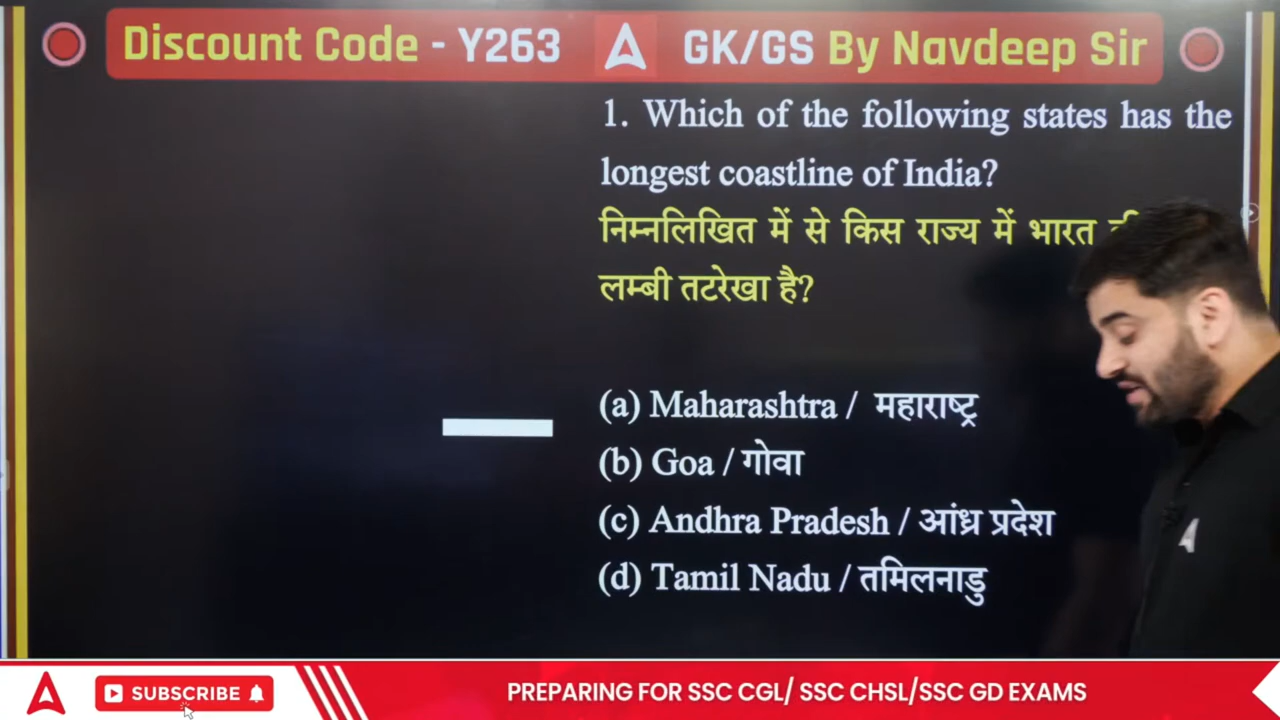 Discount Code - Y263 GK/GS By Navdeep Sir
1. Which of the following states has the
longest coastline of India?
निम्नलिखित में से किस राज्य में भारत
लम्बी तटरेखा है?
(a) Maharashtra / महाराष्ट्र
(b) Goa / गोवा
(c) Andhra Pradesh / आंध्र प्रदेश
(d) Tamil Nadu / तमिलनाडु
SUBSCRIBE PREPARING FOR SSC CGL/ SSC CHSL/SSC GD EXAMS